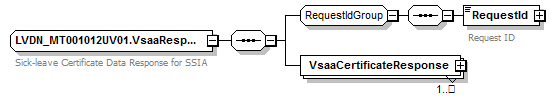 LVDN_MT001012UV01.VsaaResp...
Sick-leave Certificate Data Response for SSIA
RequestIdGroup
RequestId
Request ID
VsaaCertificateResponse
1..